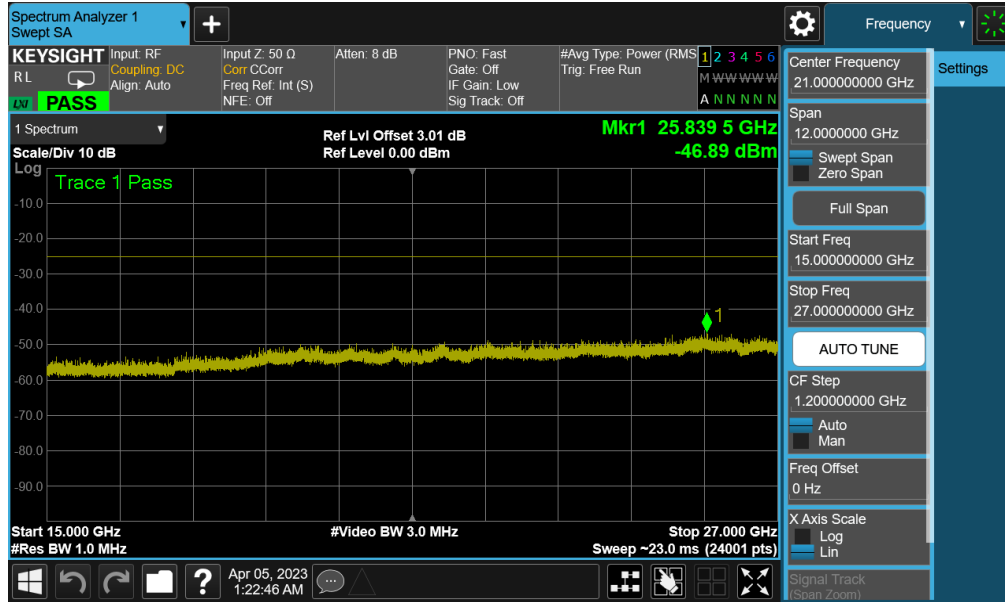 Spectrum Analyzer 1
Swept SA
Frequency
KEYSIGHT
RL
LXI
PASS
Input: RF
Coupling: DC
Align: Auto
Input Z: 50 Ω
Corr CCorr
Freq Ref: Int (S)
NFE: Off
Atten: 8 dB
PNO: Fast
Gate: Off
IF Gain: Low
Sig Track: Off
#Avg Type: Power (RMS
Trig: Free Run
1 2 3 4 5 6
M W W W W W
A N N N N N
1 Spectrum
Scale/Div 10 dB
Ref Lvl Offset 3.01 dB
Ref Level 0.00 dBm
Mkr1 25.839 5 GHz
-46.89 dBm
Log
Trace 1 Pass
-10.0
-20.0
-30.0
-40.0
1
-50.0
-60.0
-70.0
-80.0
-90.0
Start 15.000 GHz
#Res BW 1.0 MHz
#Video BW 3.0 MHz
Stop 27.000 GHz
Sweep ~23.0 ms (24001 pts)
Center Frequency
21.000000000 GHz
Span
12.0000000 GHz
Swept Span
Zero Span
Full Span
Start Freq
15.000000000 GHz
Stop Freq
27.000000000 GHz
AUTO TUNE
CF Step
1.200000000 GHz
Auto
Man
Freq Offset
0 Hz
X Axis Scale
Log
Lin
Signal Track
(Span Zoom)
Settings
?
Apr 05, 2023
1:22:46 AM